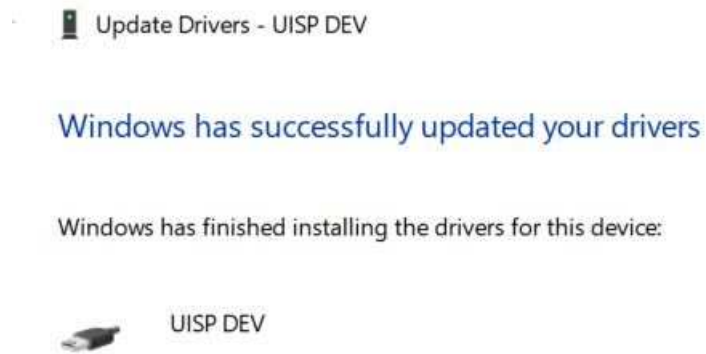 Update Drivers - UISP DEV
Windows has successfully updated your drivers
Windows has finished installing the drivers for this device:
UISP DEV